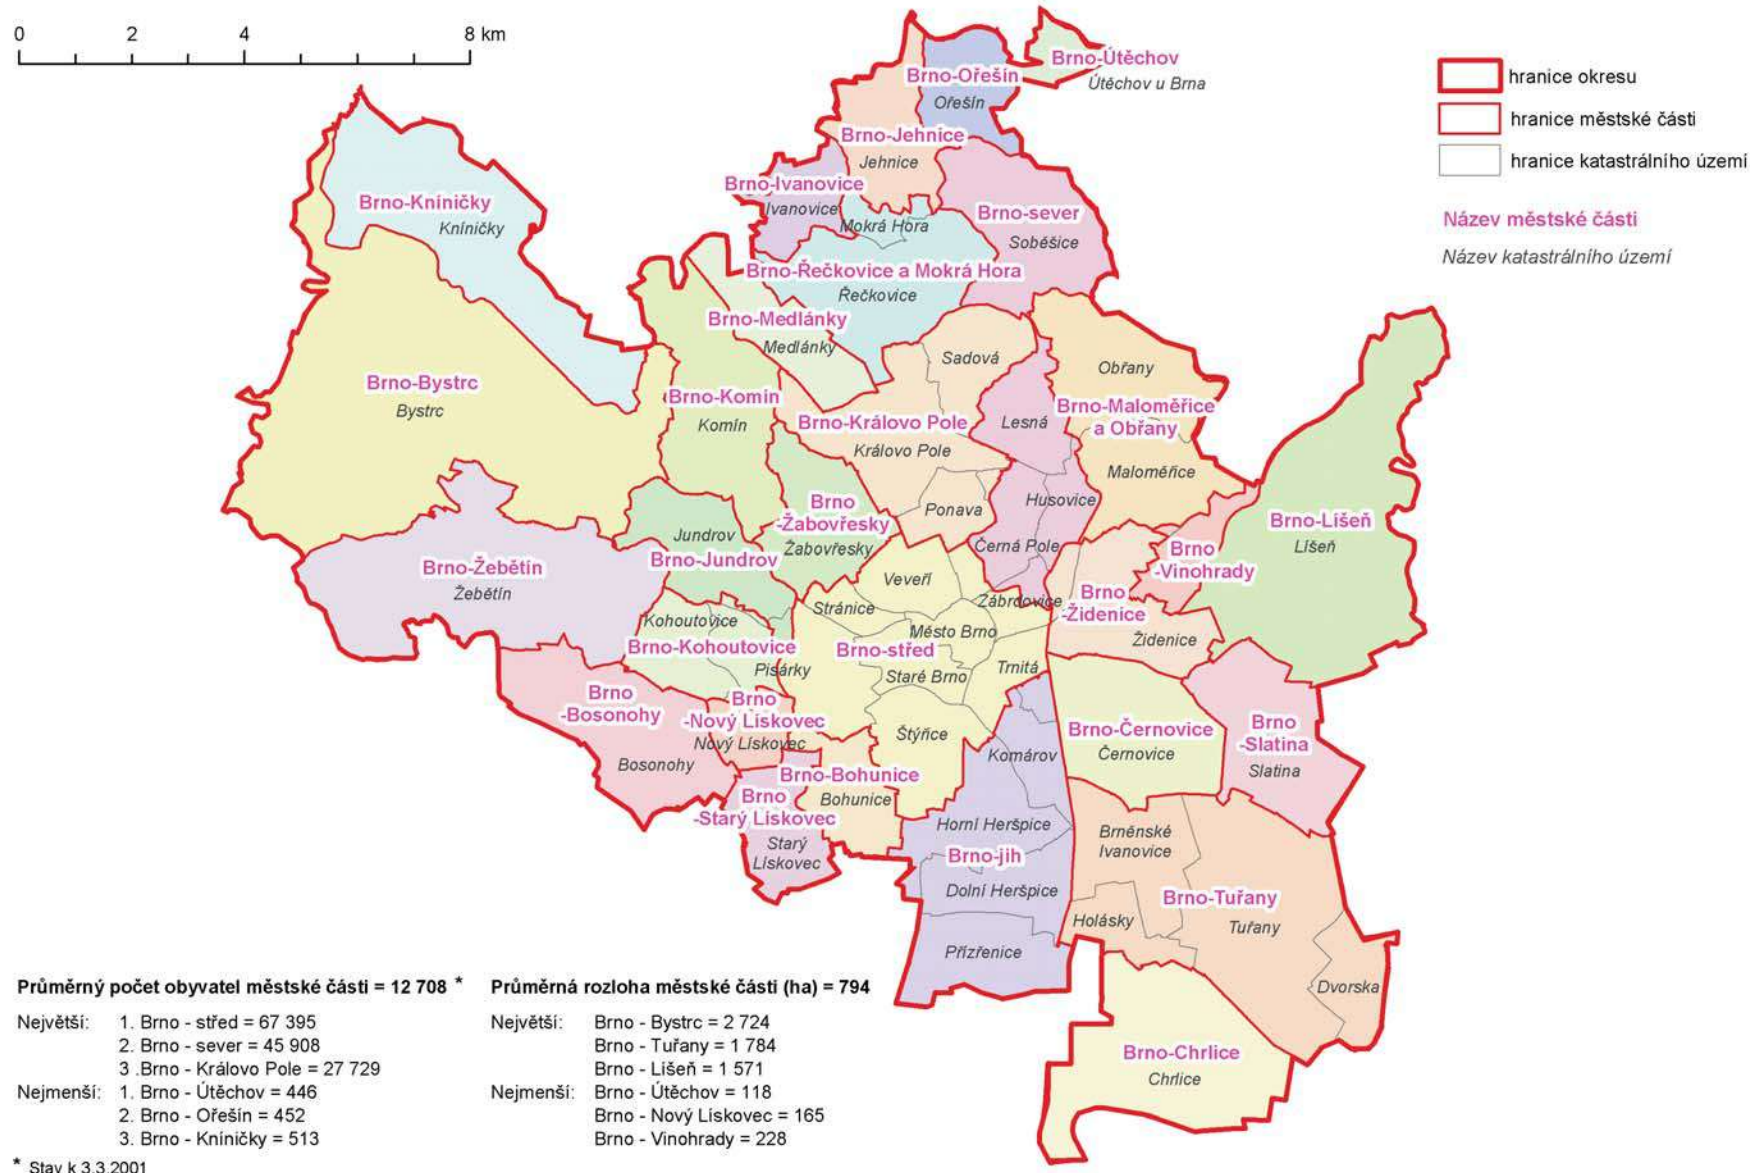 0 2 4 8 km
hranice okresu
hranice městské části
hranice katastrálního území
Název městské části
Název katastrálního území
Brno-Útěchov
Útěchov u Brna
Brno-Ořešín
Ořešín
Brno-Jehnice
Jehnice
Brno-Ivanovice
Ivanovice
Brno-Kníničky
Kníničky
Brno-sever
Soběšice
Mokrá Hora
Brno-Řečkovice a Mokrá Hora
Řečkovice
Brno-Medlánky
Medlánky
Sadová
Obřany
Brno-Bystrc
Bystrc
Brno-Komín
Komín
Brno-Královo Pole
Královo Pole
Lesná
Brno-Maloměřice
a Obřany
Maloměřice
Ponava
Husovice
Brno
-Žabovřesky
Žabovřesky
Jundrov
Brno-Jundrov
Černá Pole
Brno-Líšeň
Líšeň
Brno
-Vinohrady
Brno-Žebětín
Žebětín
Veveří
Stránice
Zábrdovice
Brno
-Židenice
Židenice
Kohoutovice
Brno-Kohoutovice
Pisárky
Město Brno
Brno-střed
Staré Brno
Trnitá
Brno
-Bosonohy
Bosonohy
Brno
-Nový Lískovec
Nový Lískovec
Štýřice
Komárov
Brno-Černovice
Černovice
Brno
-Slatina
Slatina
Brno-Bohunice
Bohunice
Brno
-Starý Lískovec
Starý
Lískovec
Horní Heršpice
Brno-jih
Dolní Heršpice
Přízřenice
Brněnské
Ivanovice
Brno-Tuřany
Tuřany
Holásky
Dvorska
Brno-Chrlice
Chrlice
Průměrný počet obyvatel městské části = 12 708 *
Největší: 1. Brno - střed = 67 395
2. Brno - sever = 45 908
3 .Brno - Královo Pole = 27 729
Nejmenší: 1. Brno - Útěchov = 446
2. Brno - Ořešín = 452
3. Brno - Kníničky = 513
* Stav k 3.3.2001
Průměrná rozloha městské části (ha) = 794
Největší: Brno - Bystrc = 2 724
Brno - Tuřany = 1 784
Brno - Líšeň = 1 571
Nejmenší: Brno - Útěchov = 118
Brno - Nový Lískovec = 165
Brno - Vinohrady = 228